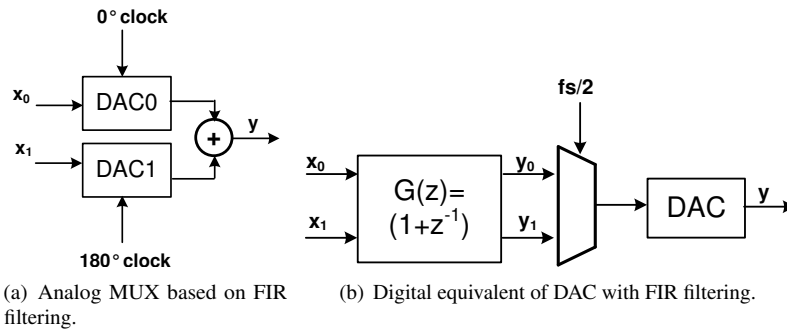 0° clock
x0
DAC0
x1
DAC1
+
y
180° clock
(a) Analog MUX based on FIR
filtering.
fs/2
x0
x1
G(z)=
(1+z-1)
y0
y1
DAC
y
(b) Digital equivalent of DAC with FIR filtering.